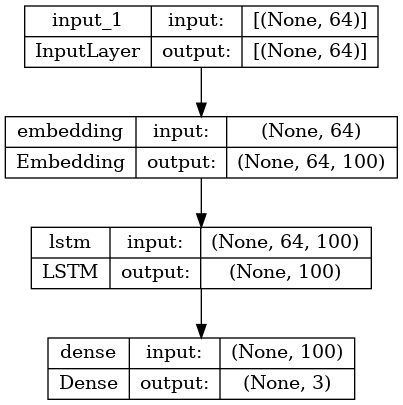 input_1 input: [(None, 64)]
InputLayer output: [(None, 64)]
embedding input: (None, 64)
Embedding output: (None, 64, 100)
lstm input: (None, 64, 100)
LSTM output: (None, 100)
dense input: (None, 100)
Dense output: (None, 3)